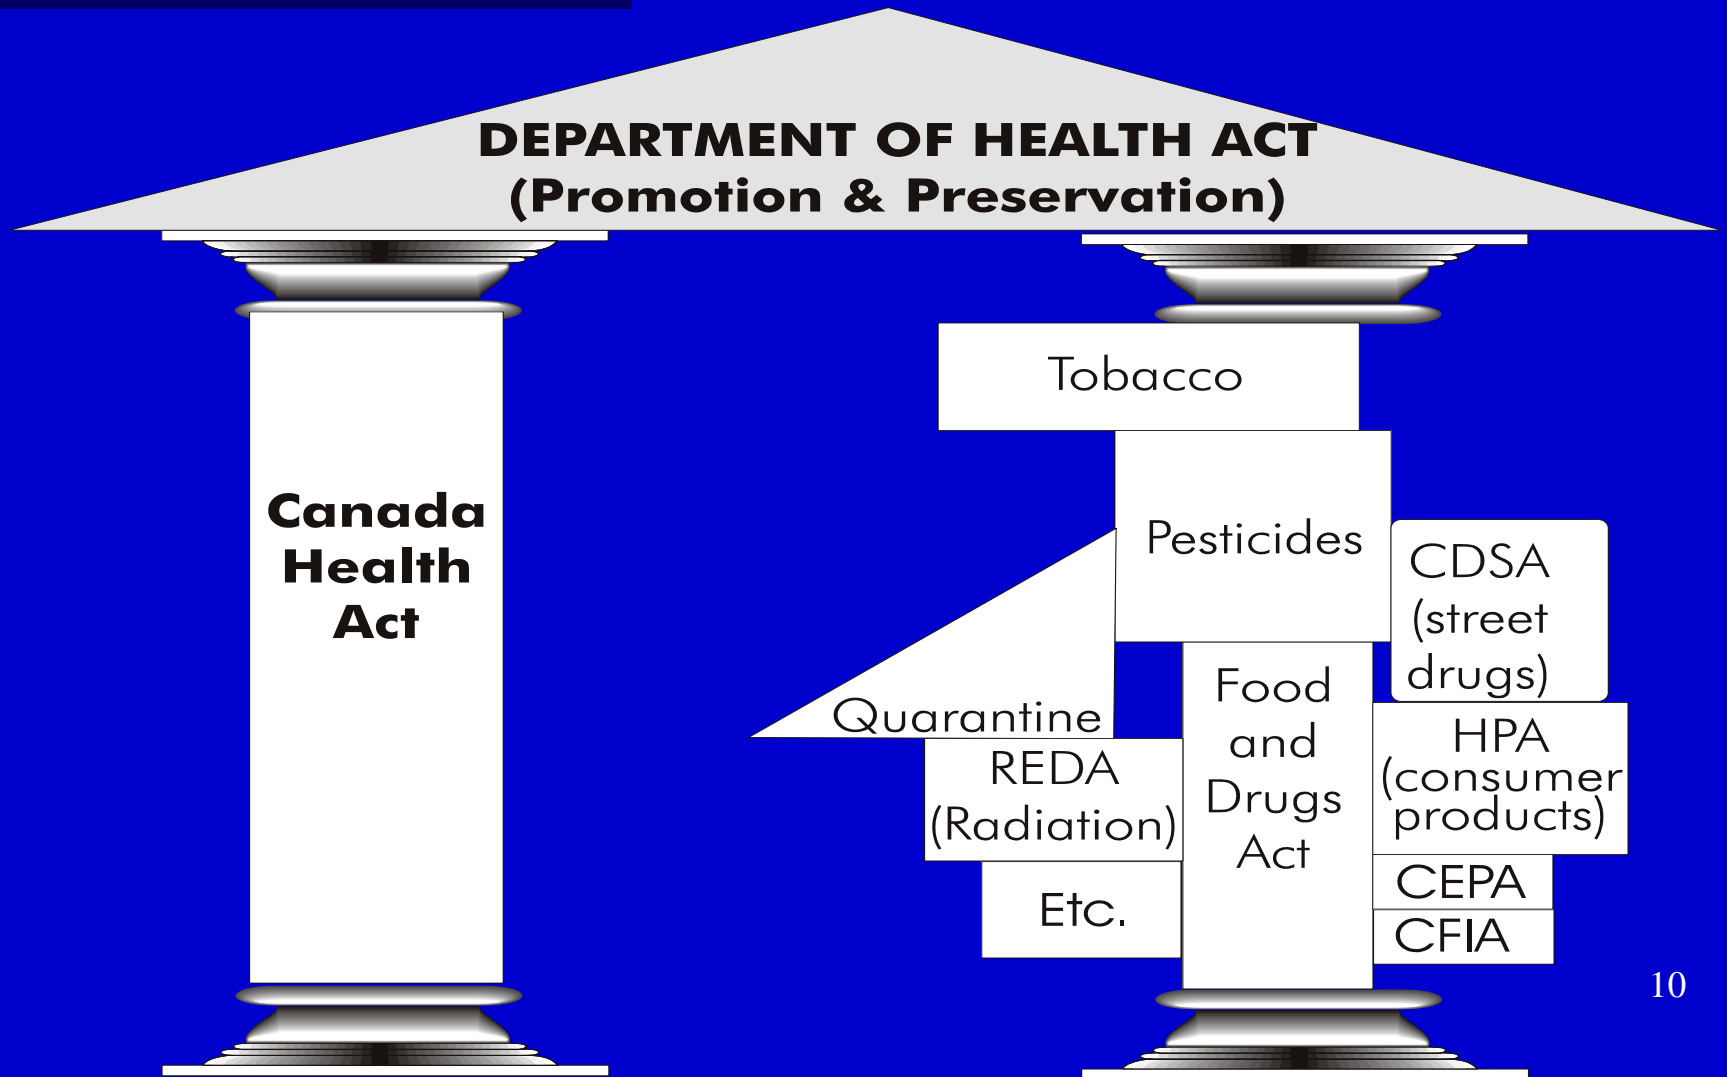 DEPARTMENT OF HEALTH ACT
(Promotion & Preservation)
Canada
Health
Act
Tobacco
Pesticides
CDSA
(street
drugs)
Quarantine
Food
and
Drugs
Act
HPA
(consumer
products)
REDA
(Radiation)
Etc.
CEPA
CFIA
10